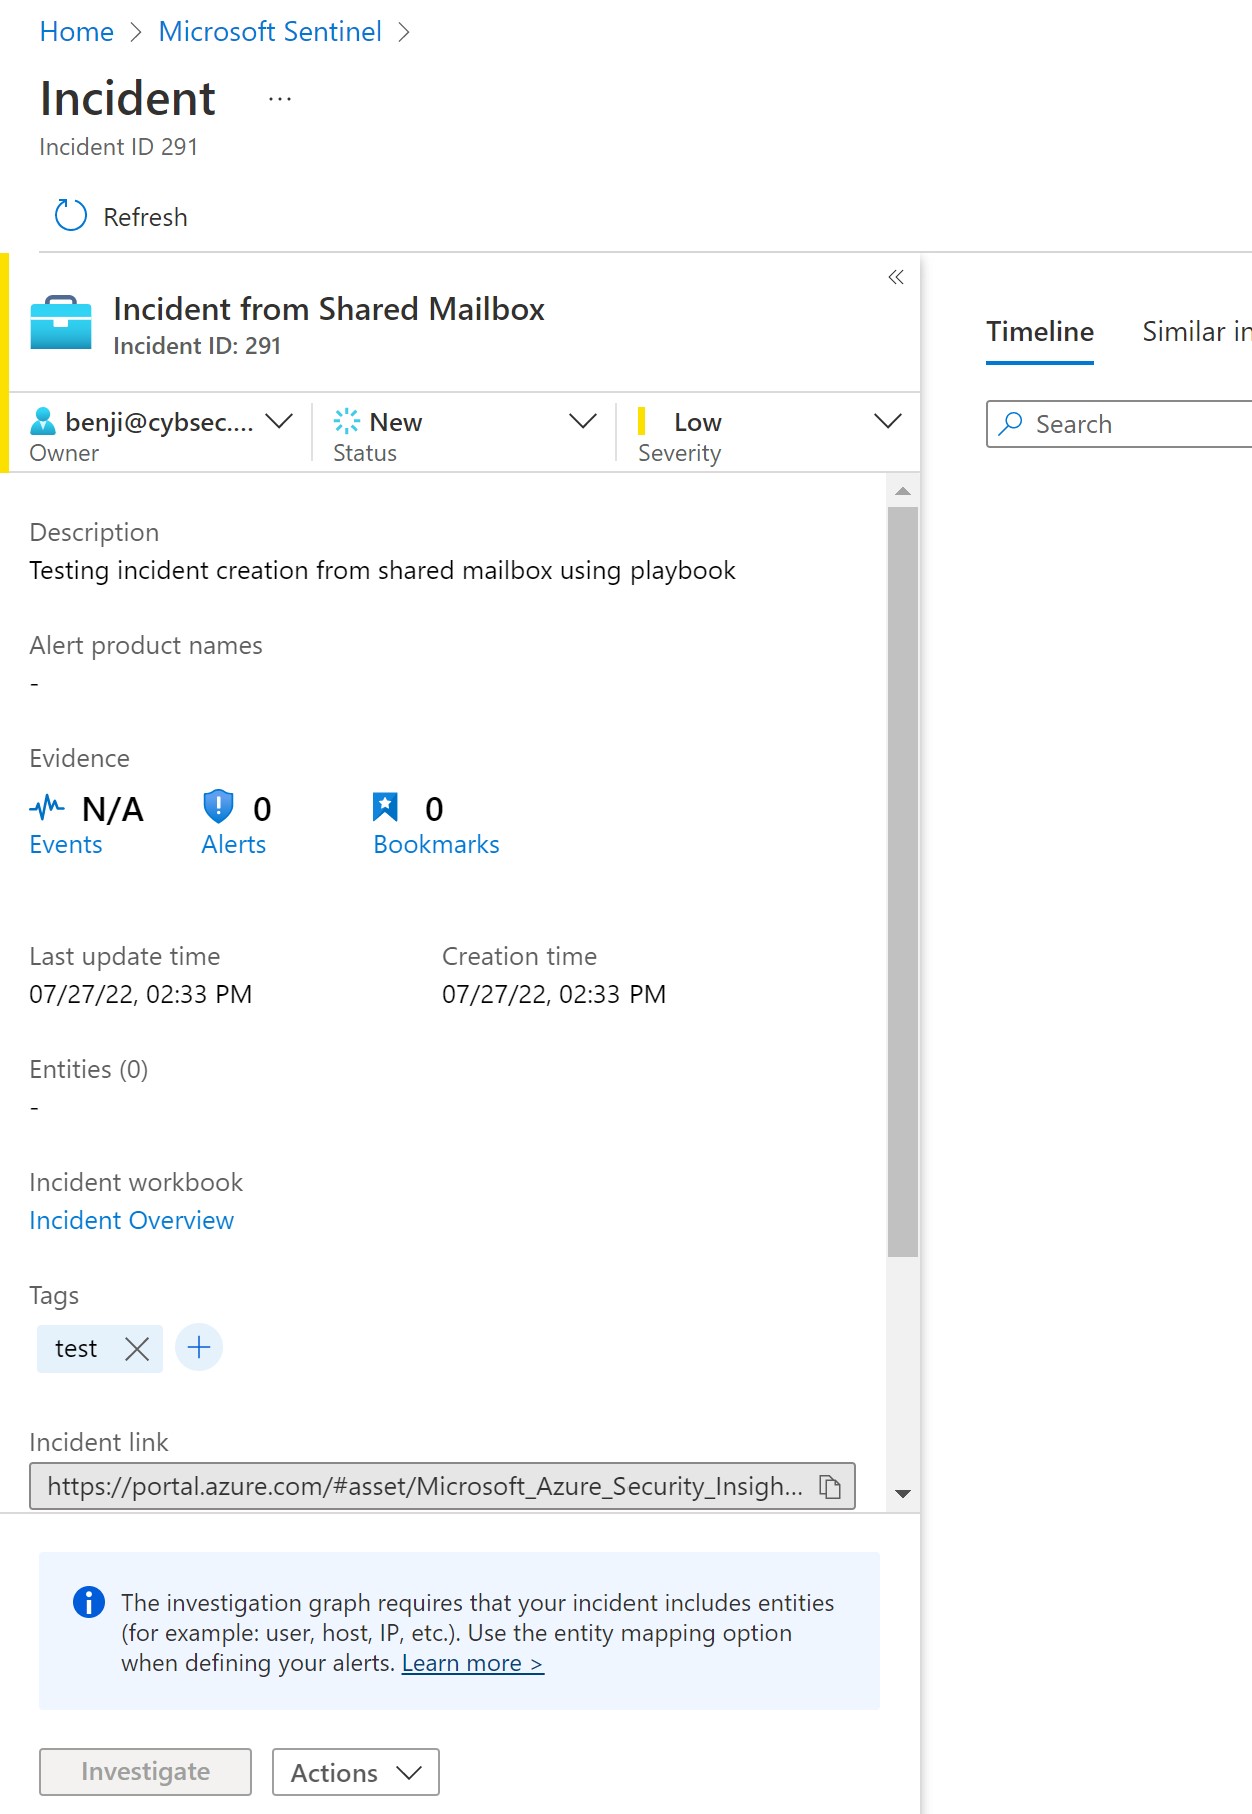 Home > Microsoft Sentinel >
Incident ...
Incident ID 291
Refresh
Incident from Shared Mailbox
Incident ID: 291
benji@cybsec....
Owner
New
Status
Low
Severity
Description
Testing incident creation from shared mailbox using playbook
Alert product names
-
Evidence
N/A
Events
0
Alerts
0
Bookmarks
Last update time
07/27/22, 02:33 PM
Creation time
07/27/22, 02:33 PM
Entities (0)
-
Incident workbook
Incident Overview
Tags
test
Incident link
https://portal.azure.com/#asset/Microsoft_Azure_Security_Insigh...
The investigation graph requires that your incident includes entities
(for example: user, host, IP, etc.). Use the entity mapping option
when defining your alerts. Learn more >
Investigate
Actions
Timeline
Similar in
Search